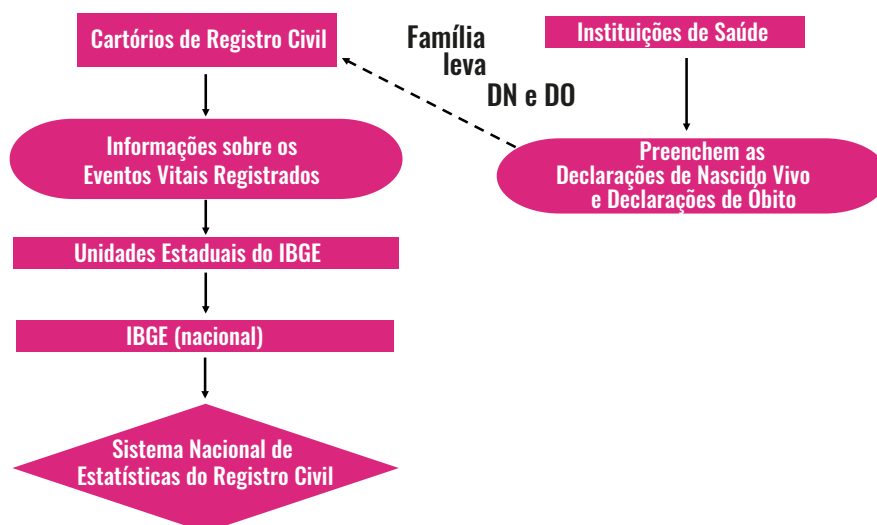 Cartórios de Registro Civil
Família
leva
DN e DO
Instituições de Saúde
Informações sobre os
Eventos Vitais Registrados
Preenchem as
Declarações de Nascido Vivo
e Declarações de Óbito
Unidades Estaduais do IBGE
IBGE (nacional)
Sistema Nacional de
Estatísticas do Registro Civil